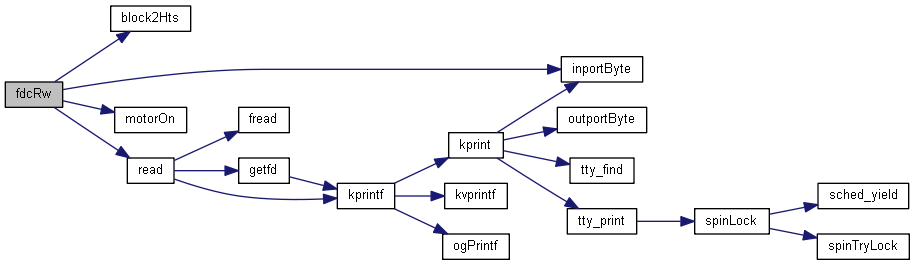 block2Hts
fdcRw
inportByte
motorOn
fread
outportByte
kprint
read
getfd
tty_find
kprintf
kvprintf
sched_yield
tty_print
spinLock
ogPrintf
spinTryLock